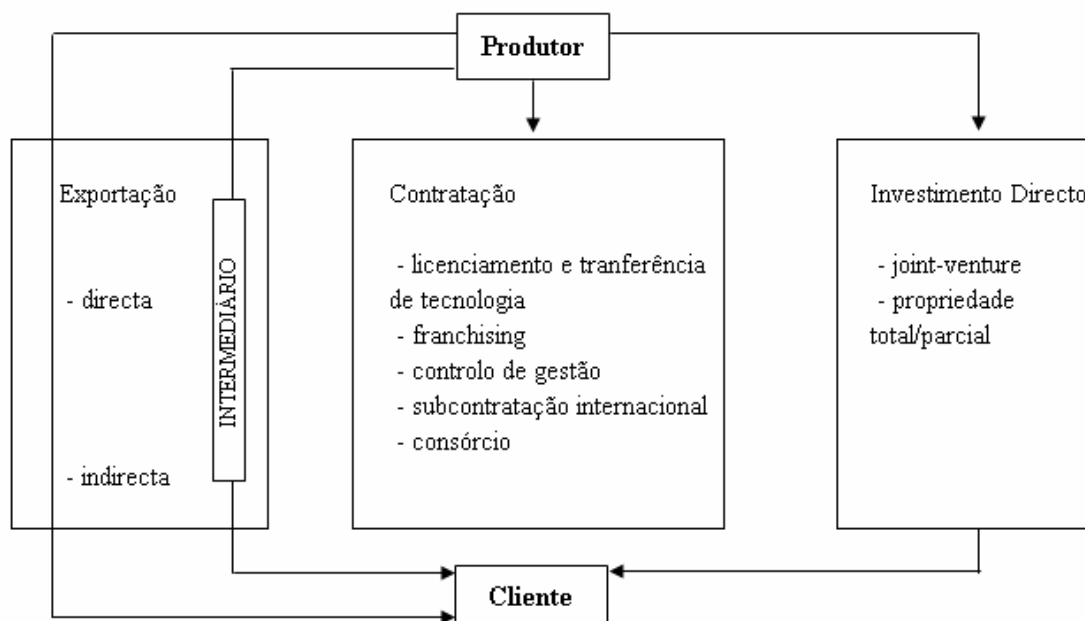 Produtor
Exportação
- directa
- indirecta
INTERMEDIÁRIO
Contratação
- licenciamento e tranferência
de tecnologia
- franchising
- controlo de gestão
- subcontratação internacional
- consórcio
Investimento Directo
- joint-venture
- propriedade
total/parcial
Cliente